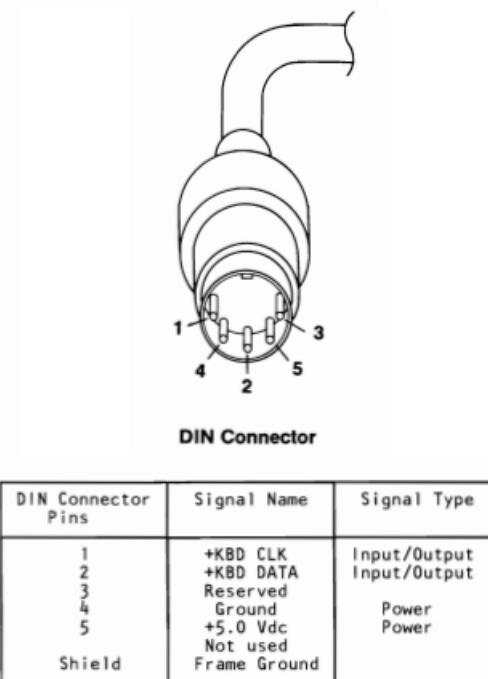 1
3
4
5
2
DIN Connector
DIN Connector Pins Signal Name Signal Type
1 +KBD CLK Input/Output
2 +KBD DATA Input/Output
3 Reserved
4 Ground Power
5 +5.0 Vdc Power
Not used
Shield Frame Ground